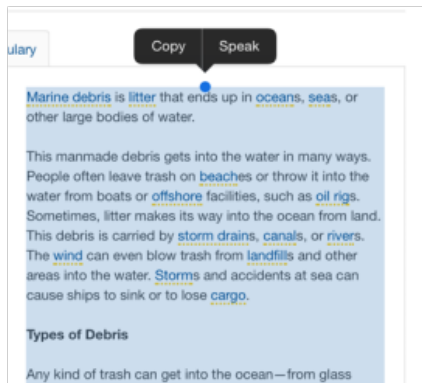 ulary
Copy Speak
Marine debris is litter that ends up in oceans, seas, or
other large bodies of water.
This manmade debris gets into the water in many ways.
People often leave trash on beaches or throw it into the
water from boats or offshore facilities, such as oil rigs.
Sometimes, litter makes its way into the ocean from land.
This debris is carried by storm drains, canals, or rivers.
The wind can even blow trash from landfills and other
areas into the water. Storms and accidents at sea can
cause ships to sink or to lose cargo.
Types of Debris
Any kind of trash can get into the ocean—from glass